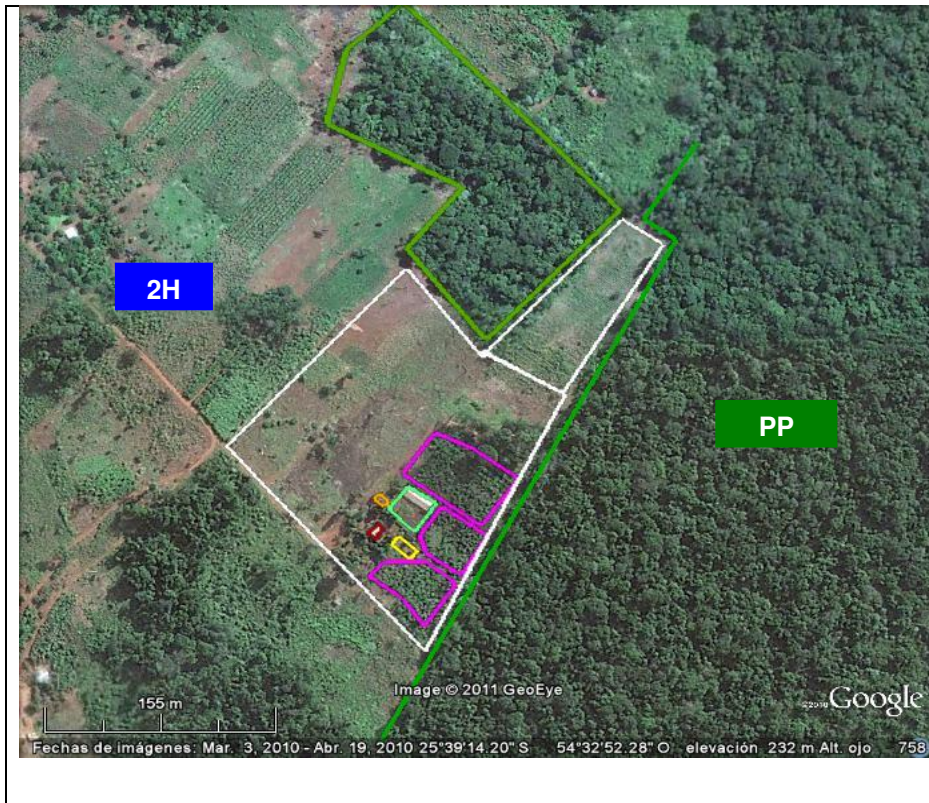 2H
PP
Image © 2011 GeoEye
155 m
Google
Fechas de imágenes: Mar. 3, 2010 - Abr. 19, 2010 25°39'14.20" S 54°32'52.28" O elevación 232 m Alt. ojo 758